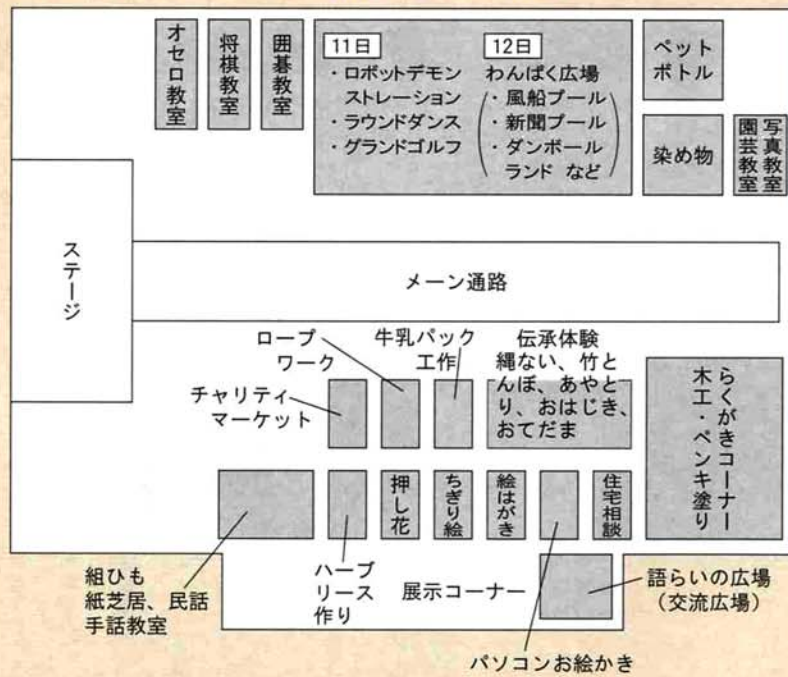 オセロ教室
将棋教室
囲碁教室
11日
・ロボットデモン
ストレーション
・ラウンドダンス
・グランドゴルフ
12日
わんぱく広場
・風船プール
・新聞プール
・ダンボール
ランド など
ペット
ボトル
染め物
写真教室
園芸教室
ステージ
メーン通路
チャリティ
マーケット
ロープ
ワーク
牛乳パック
工作
伝承体験
縄ない、竹と
んぼ、あやと
り、おはじき、
おてだま
らくがきコーナー
木工・ペンキ塗り
組ひも
紙芝居、民話
手話教室
ハーブ
リース
作り
押し花
ちぎり絵
絵はがき
パソコンお絵かき
住宅相談
展示コーナー
語らいの広場
(交流広場)